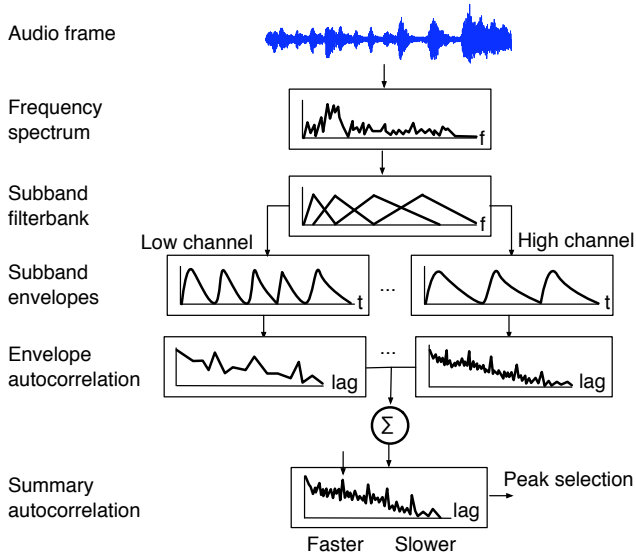 Audio frame
Frequency
spectrum
f
Subband
filterbank
f
Low channel
High channel
Subband
envelopes
t
...
t
Envelope
autocorrelation
lag
...
lag
Σ
Summary
autocorrelation
lag
Peak selection
Faster
Slower